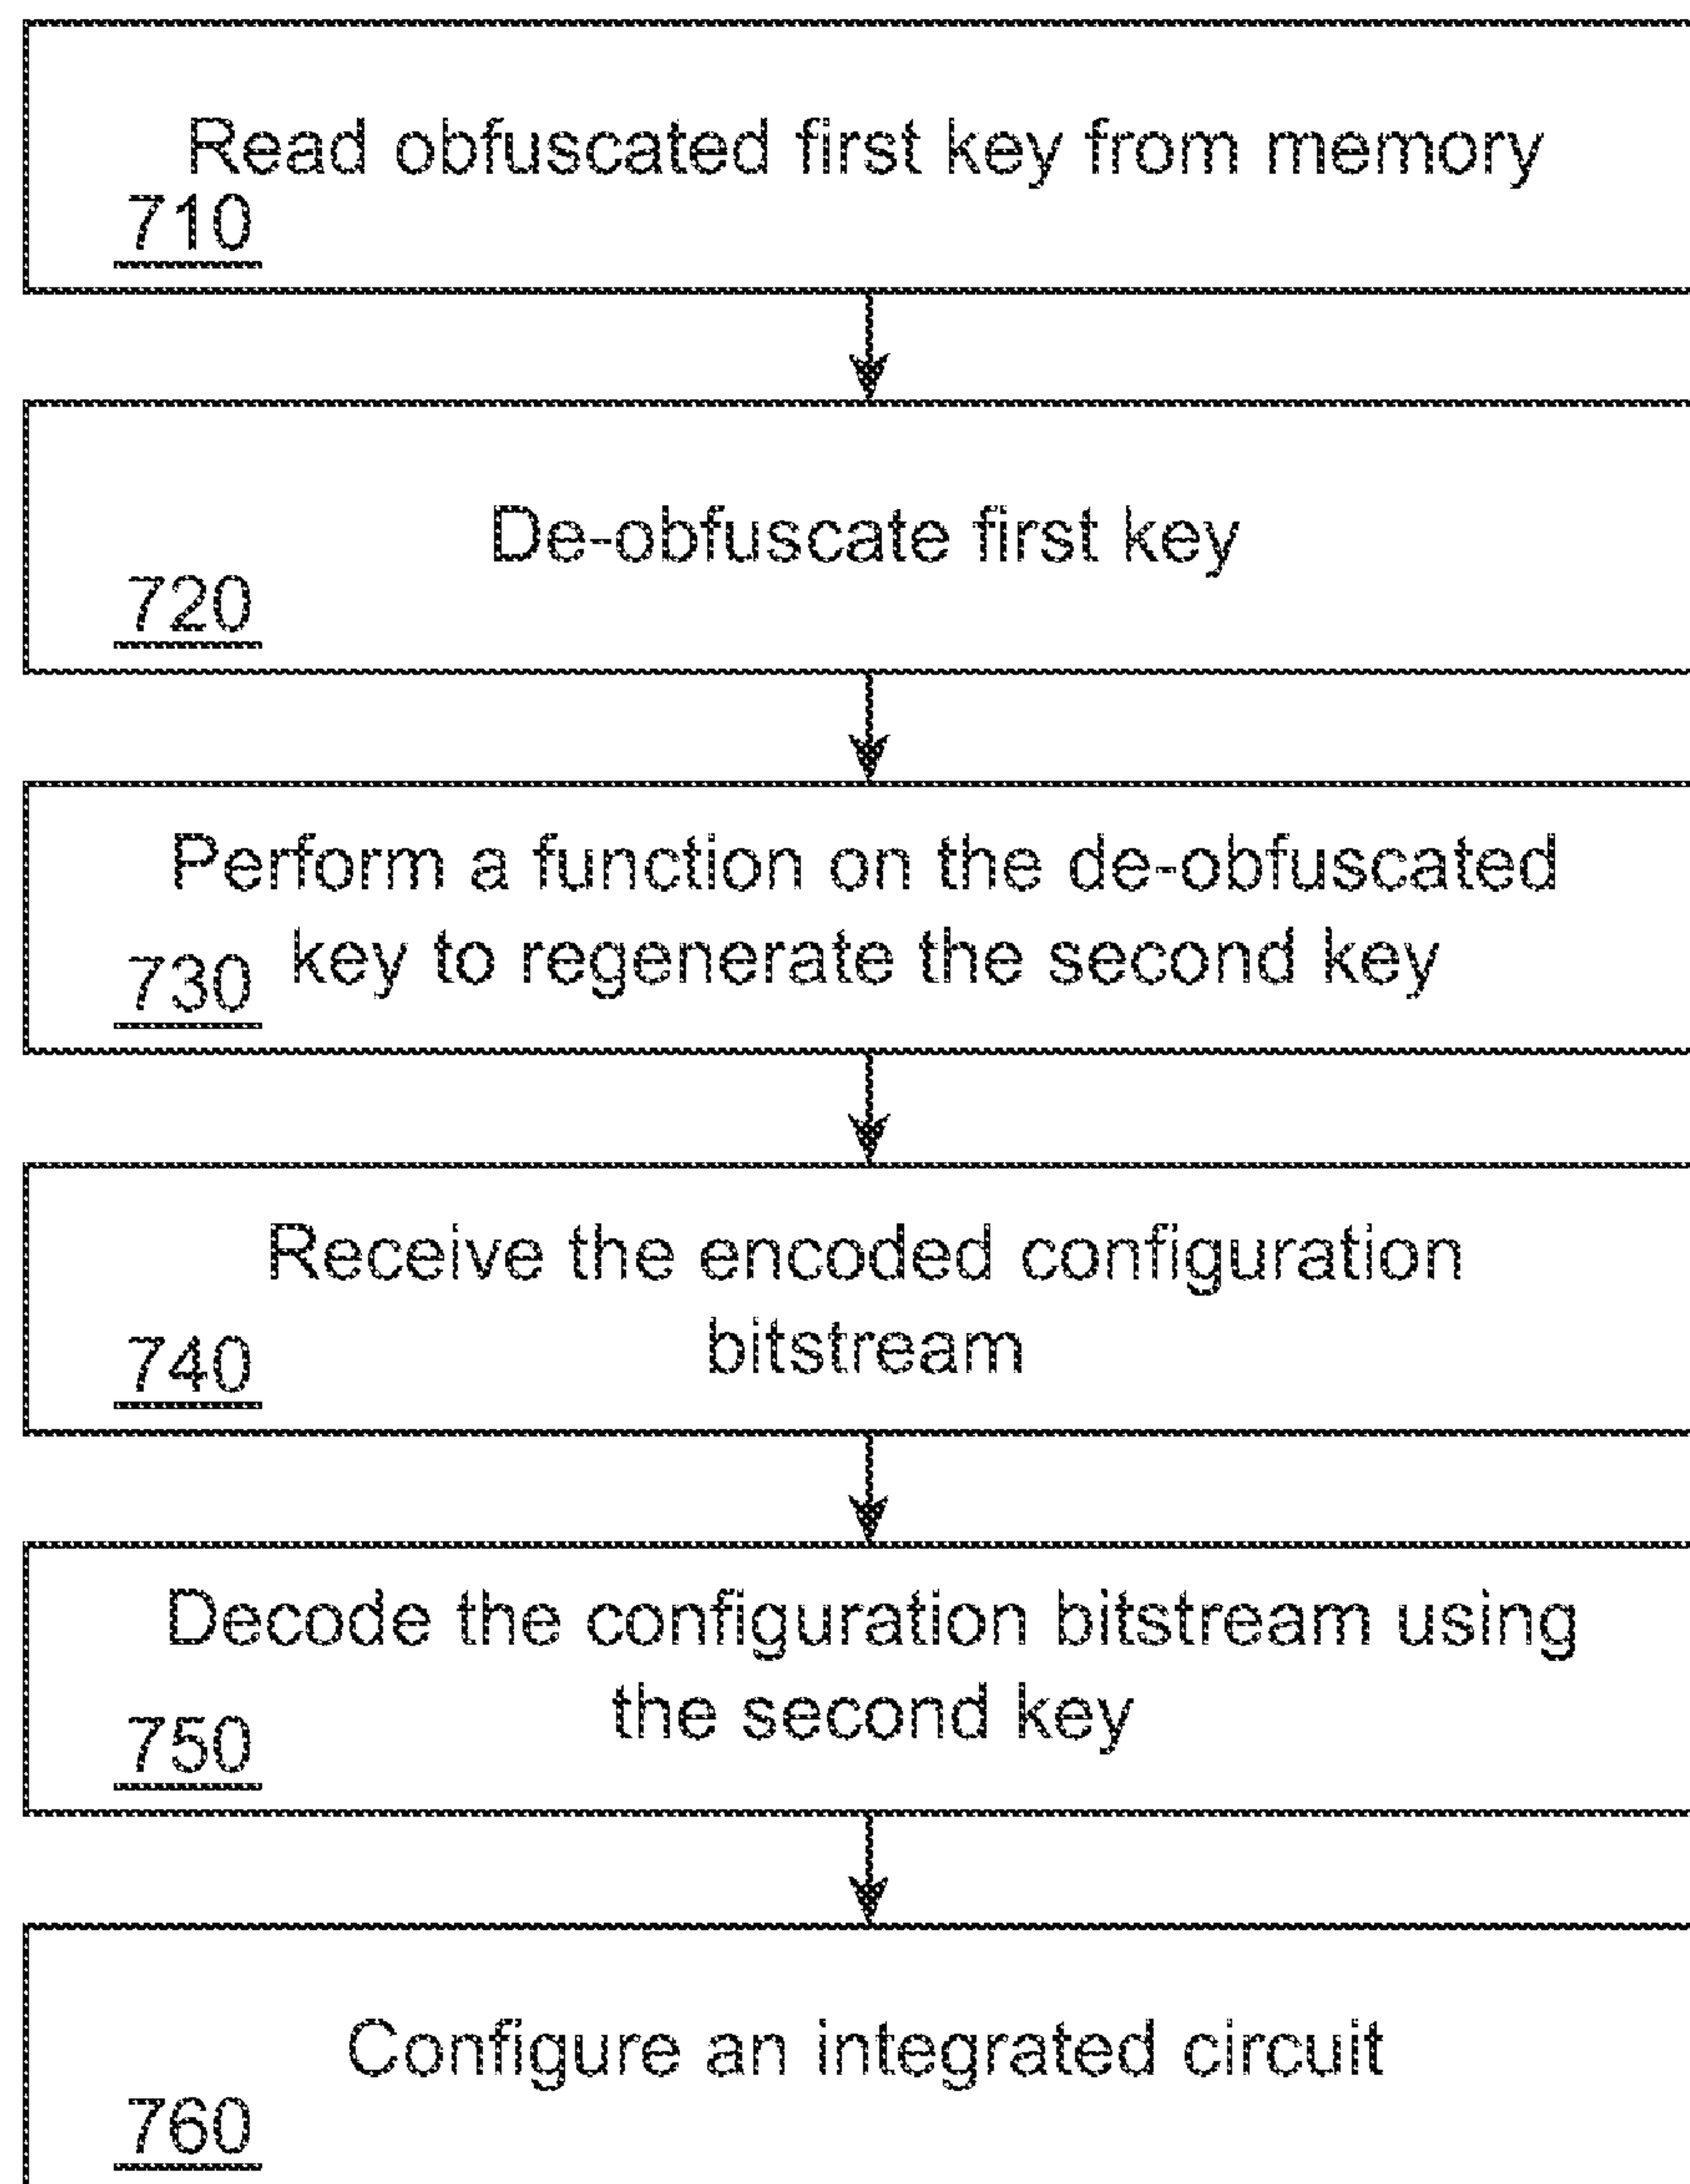 Read obfuscated first key from memory
710
De-obfuscate first key
720
Perform a function on the de-obfuscated
key to regenerate the second key
730
Receive the encoded configuration
bitstream
740
Decode the configuration bitstream using
the second key
750
Configure an integrated circuit
760